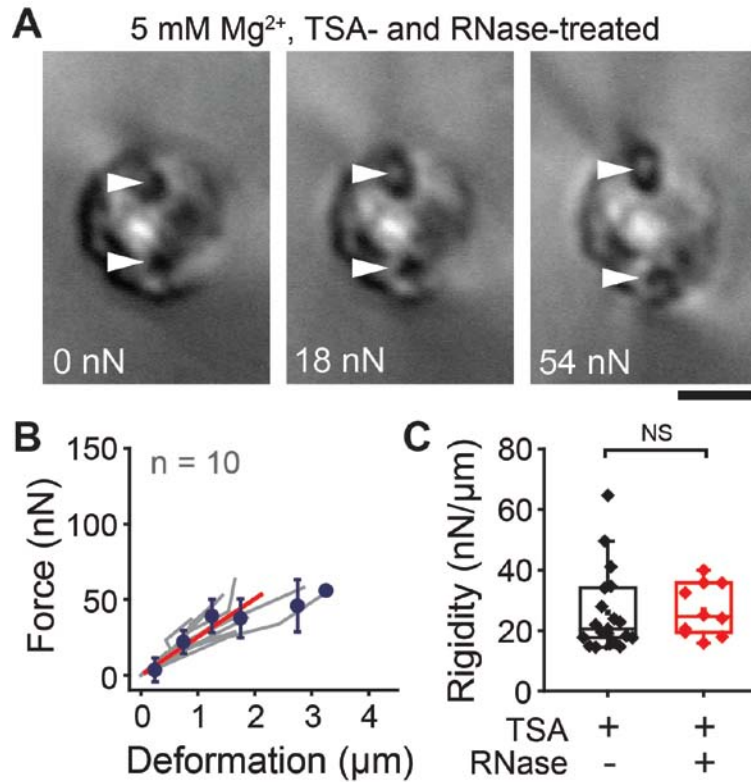 A
5 mM Mg²⁺, TSA- and RNase-treated
0 nN
18 nN
54 nN
B
n = 10
150
100
50
0
Force (nN)
0 1 2 3 4
Deformation (µm)
C
NS
80
60
40
20
0
Rigidity (nN/µm)
TSA + +
RNase - +